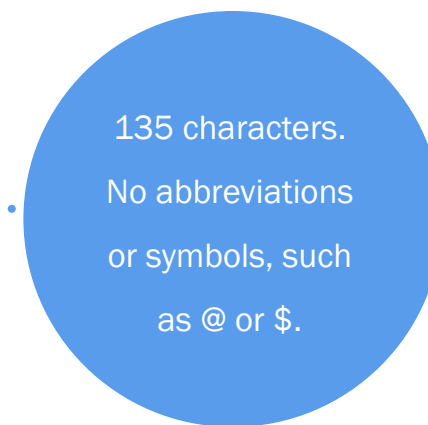 135 characters.
No abbreviations
or symbols, such
as @ or $.